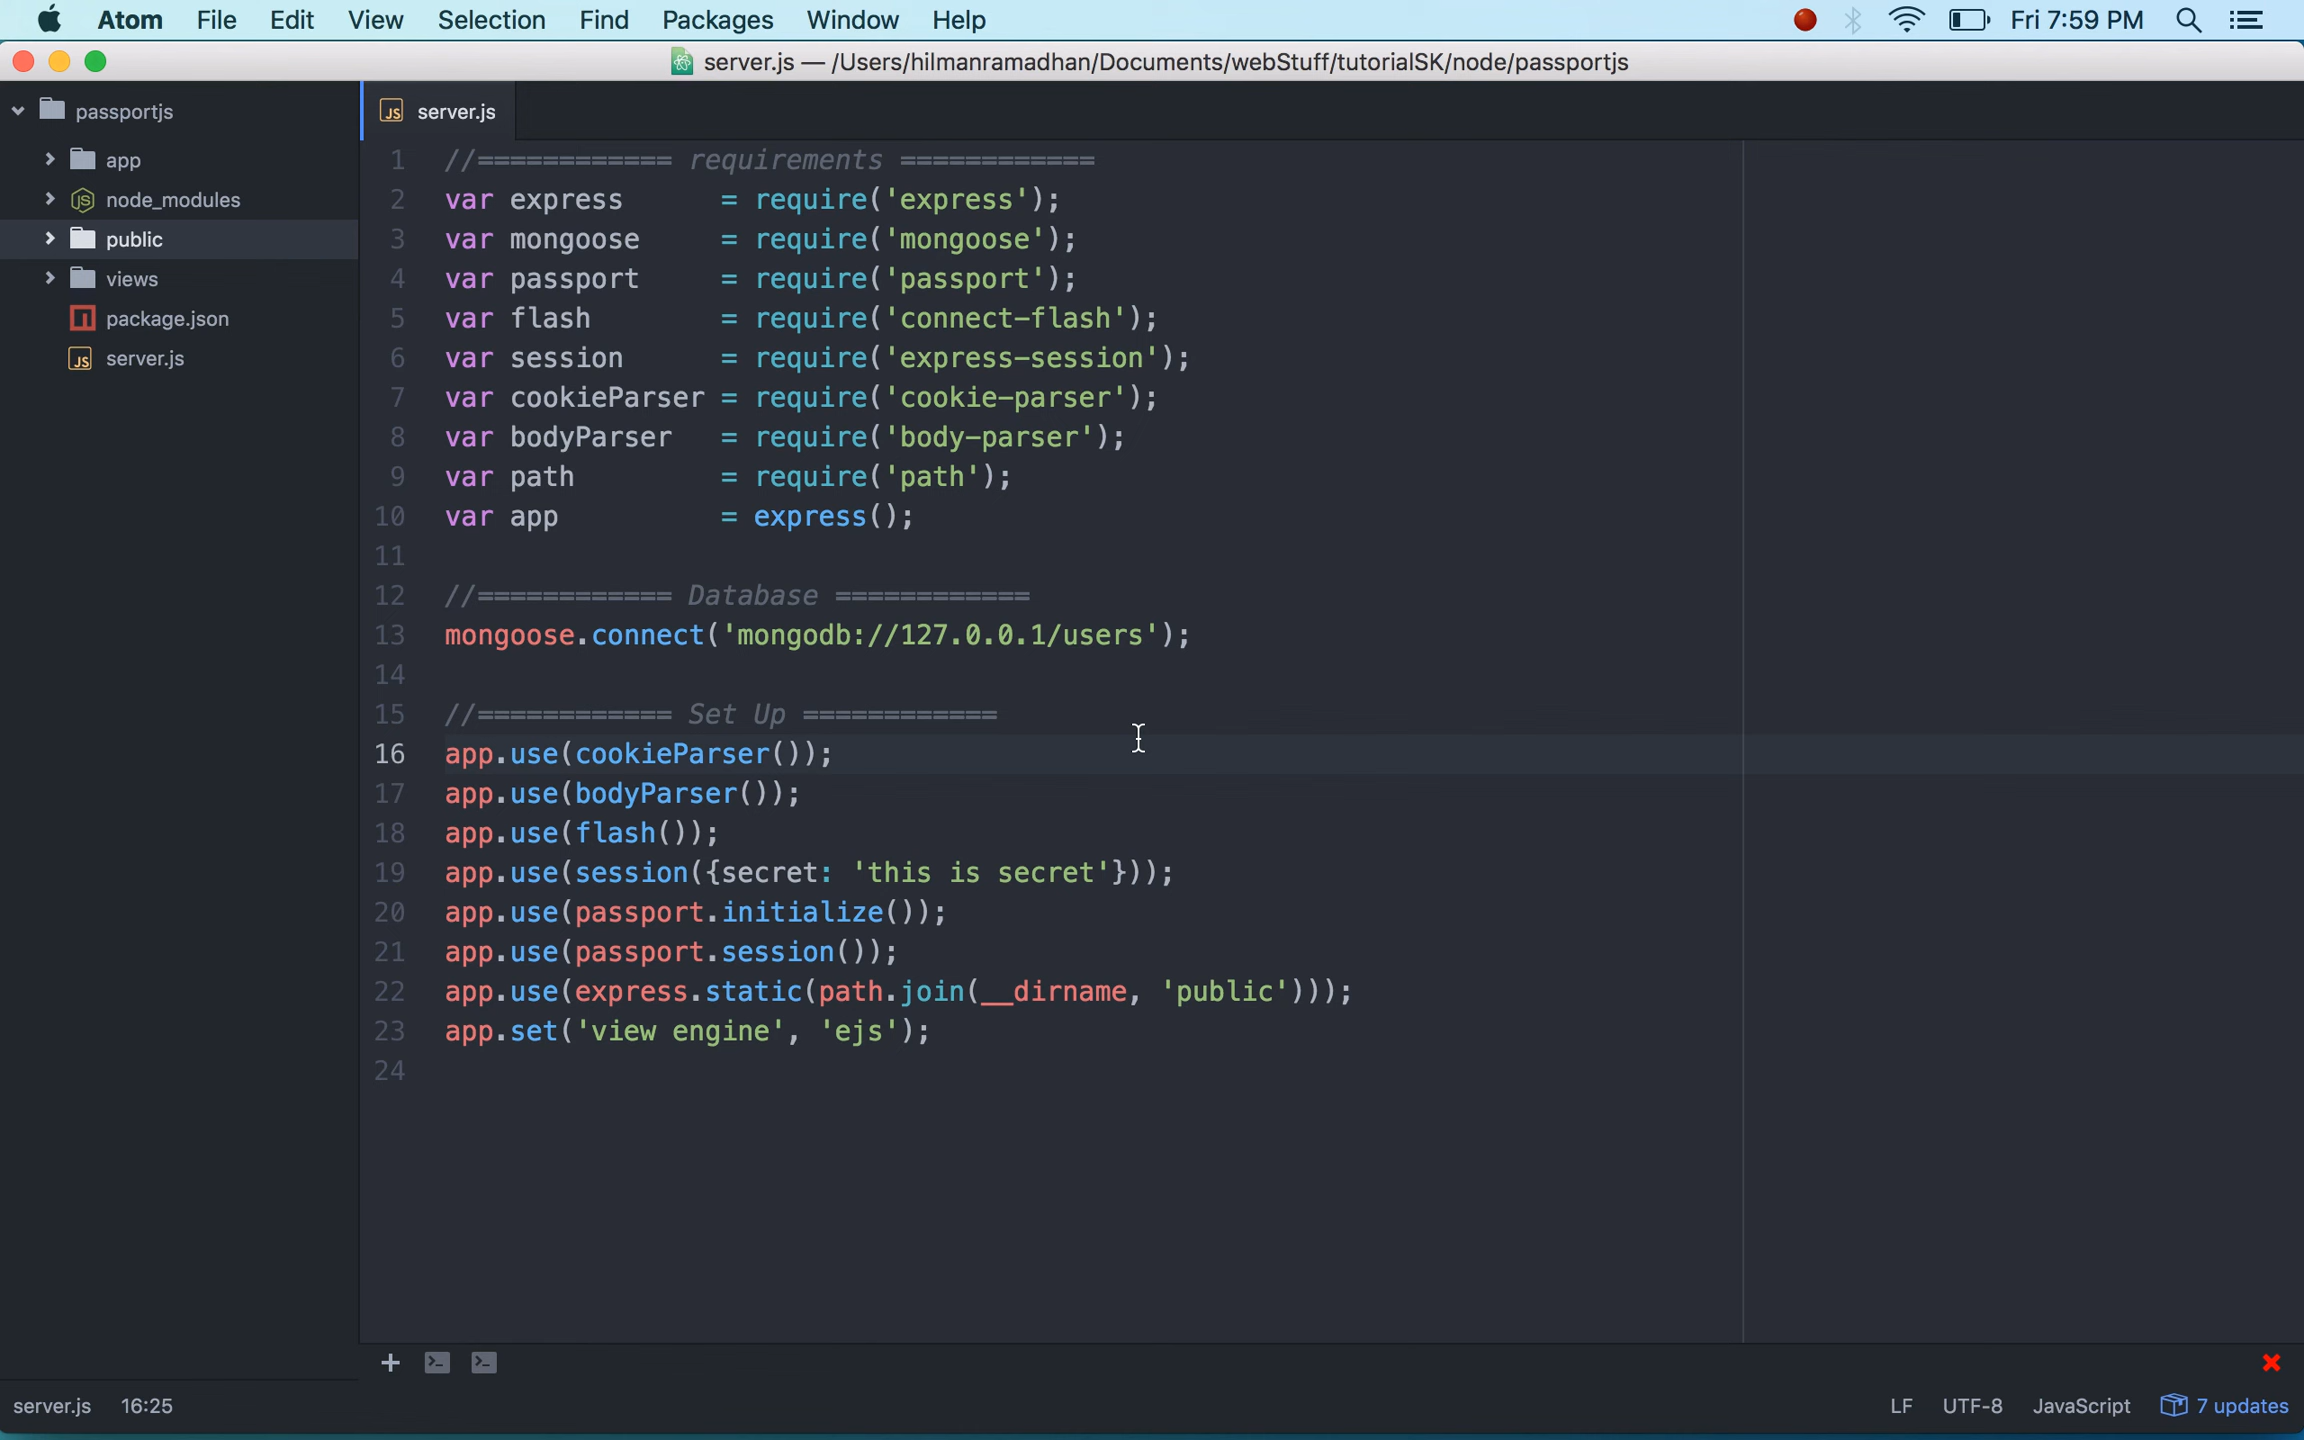 Atom File Edit View Selection Find Packages Window Help Fri 7:59 PM
server.js — /Users/hilmanramadhan/Documents/webStuff/tutorialSK/node/passportjs
passportjs
app
node_modules
public
views
package.json
server.js
server.js
1 //============ requirements ============
2 var express      = require('express');
3 var mongoose     = require('mongoose');
4 var passport     = require('passport');
5 var flash        = require('connect-flash');
6 var session      = require('express-session');
7 var cookieParser = require('cookie-parser');
8 var bodyParser   = require('body-parser');
9 var path         = require('path');
10 var app          = express();
11
12 //============ Database ============
13 mongoose.connect('mongodb://127.0.0.1/users');
14
15 //============ Set Up ============
16 app.use(cookieParser());
17 app.use(bodyParser());
18 app.use(flash());
19 app.use(session({secret: 'this is secret'}));
20 app.use(passport.initialize());
21 app.use(passport.session());
22 app.use(express.static(path.join(__dirname, 'public')));
23 app.set('view engine', 'ejs');
24
server.js 16:25 LF UTF-8 JavaScript 7 updates